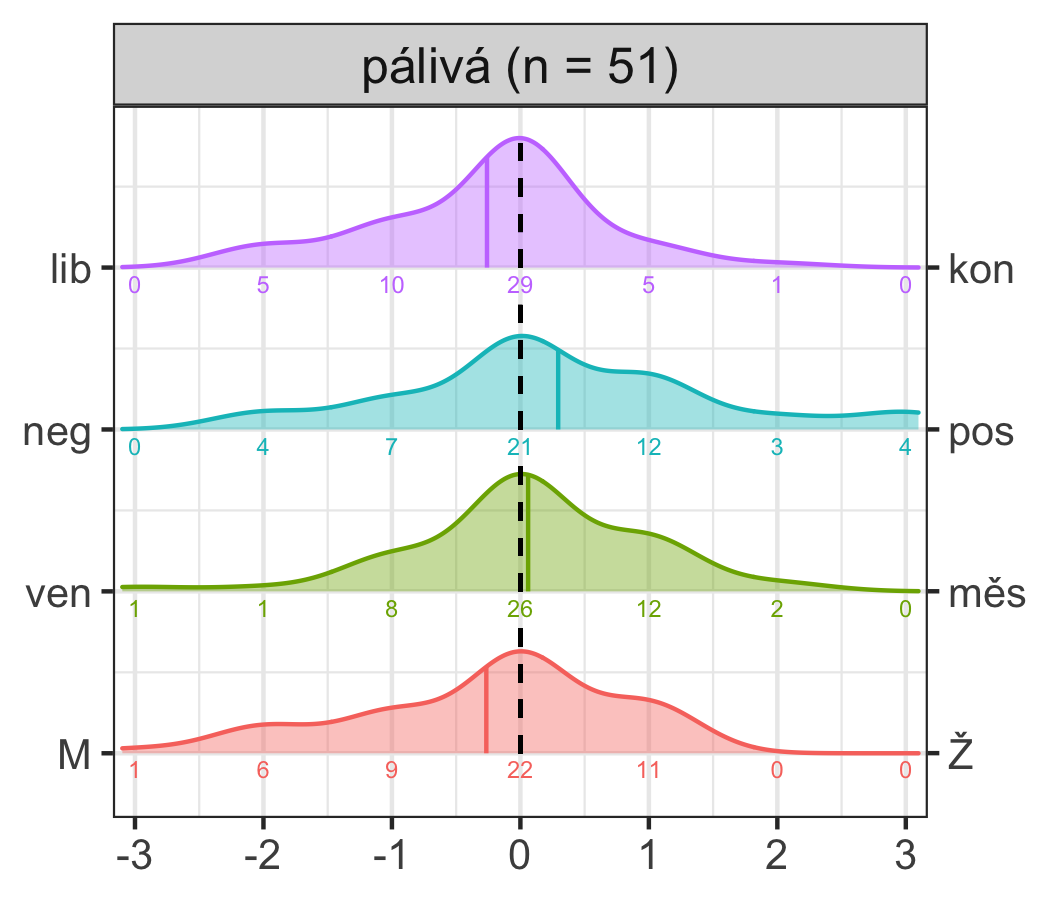 pálivá (n = 51)
lib kon
0 5 10 29 5 1 0
neg pos
0 4 7 21 12 3 4
ven měs
1 1 8 26 12 2 0
M Ž
1 6 9 22 11 0 0
-3 -2 -1 0 1 2 3